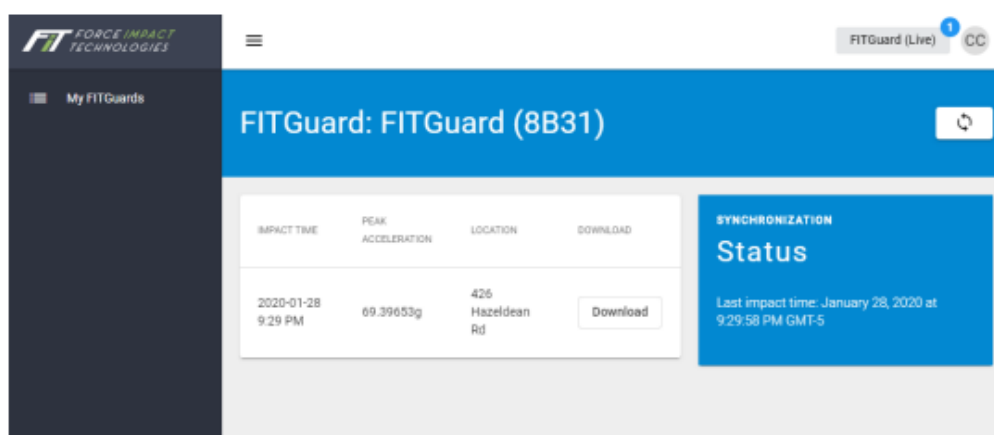 FiT FORCE IMPACT
TECHNOLOGIES
FITGuard (Live)
1
CC
My FITGuards
FITGuard: FITGuard (8B31)
IMPACT TIME
PEAK
ACCELERATION
LOCATION
DOWNLOAD
2020-01-28
9:29 PM
69.39653g
426
Hazeldean
Rd
Download
SYNCHRONIZATION
Status
Last impact time: January 28, 2020 at
9:29:58 PM GMT-5